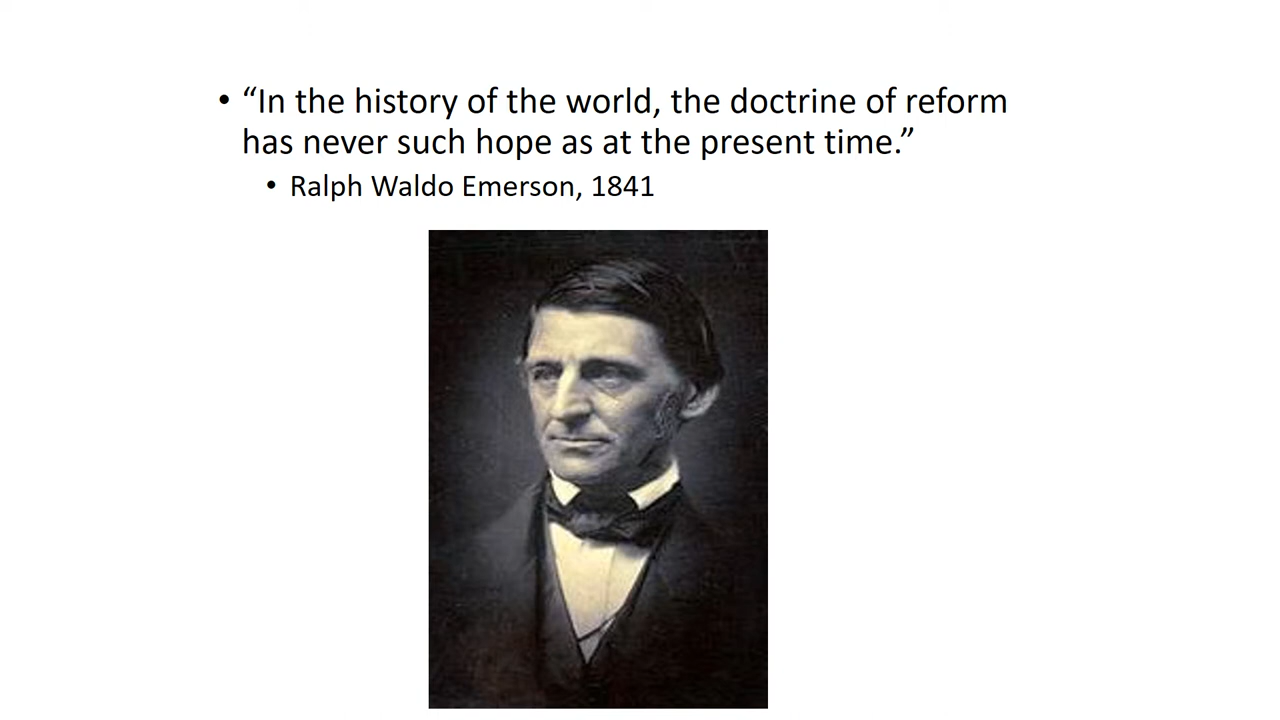 • “In the history of the world, the doctrine of reform
has never such hope as at the present time.”
• Ralph Waldo Emerson, 1841